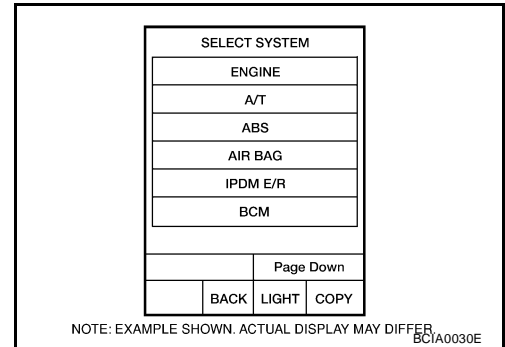 SELECT SYSTEM
ENGINE
A/T
ABS
AIR BAG
IPDM E/R
BCM
Page Down
BACK LIGHT COPY
NOTE: EXAMPLE SHOWN. ACTUAL DISPLAY MAY DIFFER.
BCIA0030E